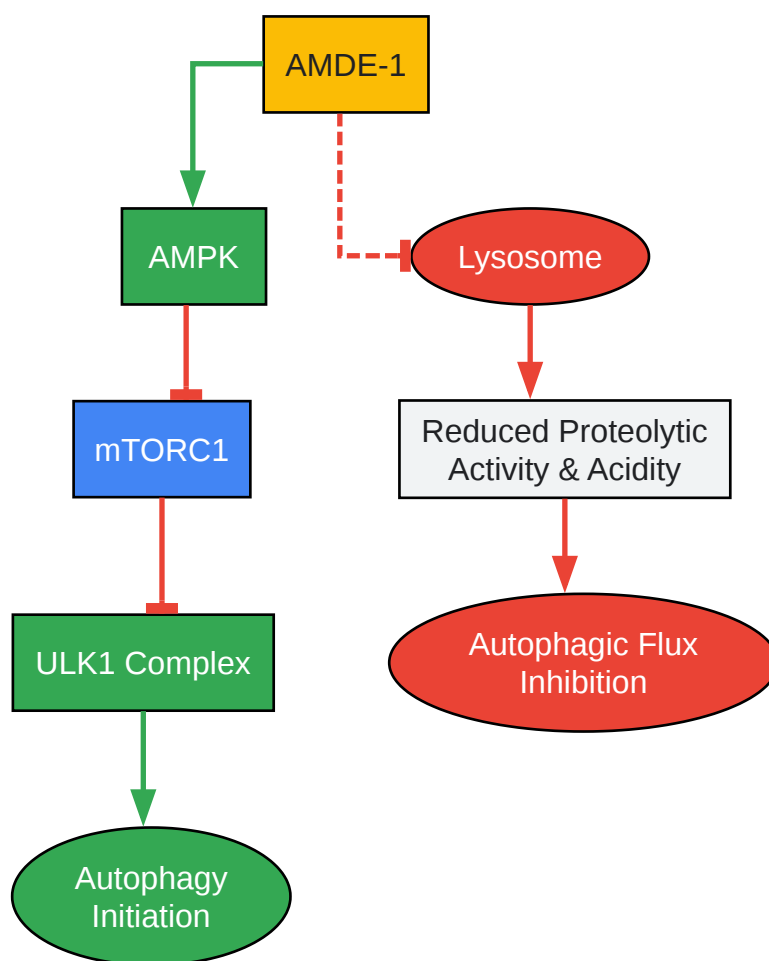 AMDE-1
AMPK
Lysosome
mTORC1
Reduced Proteolytic
Activity & Acidity
ULK1 Complex
Autophagic Flux
Inhibition
Autophagy
Initiation